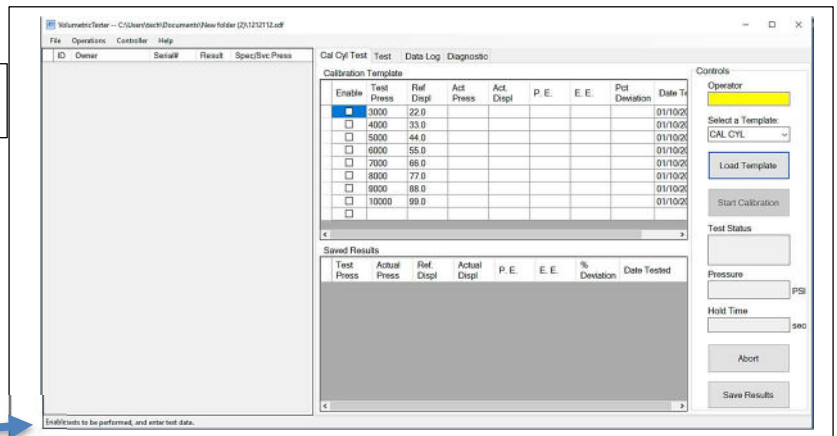 VolumetricTester -- C:\Users\tech\Documents\New folder (2)\1212112.sdf
File Operations Controller Help
ID Owner Serial# Result Spec/Svc Press
Cal Cyl Test Test Data Log Diagnostic
Calibration Template
Enable Test Press Ref Displ Act Press Act. Displ P. E. E. E. Pct Deviation Date Te
3000 22.0 01/10/20
4000 33.0 01/10/20
5000 44.0 01/10/20
6000 55.0 01/10/20
7000 66.0 01/10/20
8000 77.0 01/10/20
9000 88.0 01/10/20
10000 99.0 01/10/20
Saved Results
Test Press Actual Press Ref. Displ Actual Displ P. E. E. E. % Deviation Date Tested
Controls
Operator
Select a Template:
CAL CYL
Load Template
Start Calibration
Test Status
Pressure
PSI
Hold Time
sec
Abort
Save Results
Enable tests to be performed, and enter test data.